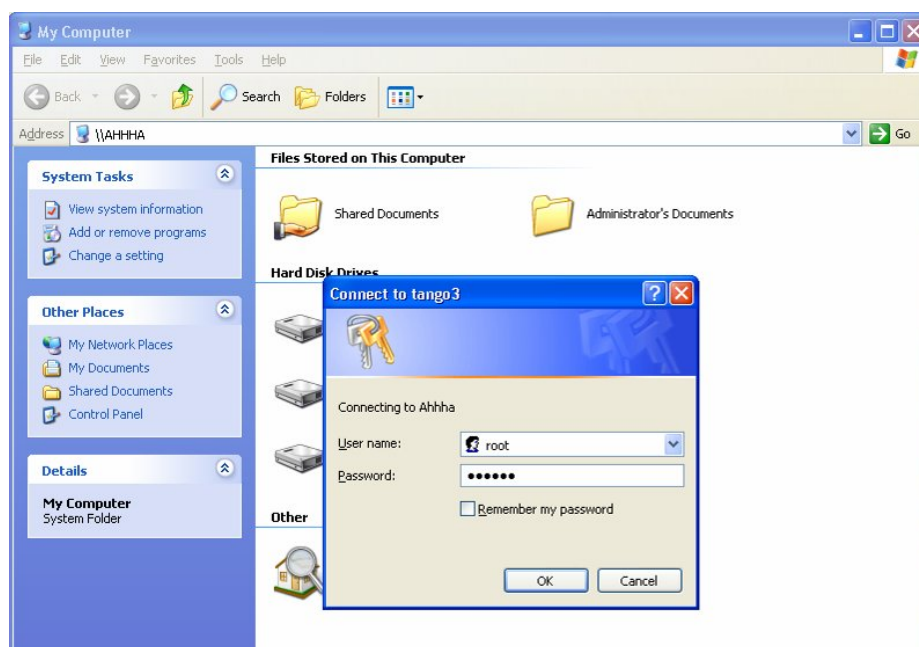 My Computer
File Edit View Favorites Tools Help
Back Search Folders
Address \\AHHHA Go
System Tasks
View system information
Add or remove programs
Change a setting
Other Places
My Network Places
My Documents
Shared Documents
Control Panel
Details
My Computer
System Folder
Files Stored on This Computer
Shared Documents Administrator's Documents
Hard Disk Drives
Other
Connect to tango3
Connecting to Ahhha
User name: root
Password: ••••••
Remember my password
OK Cancel